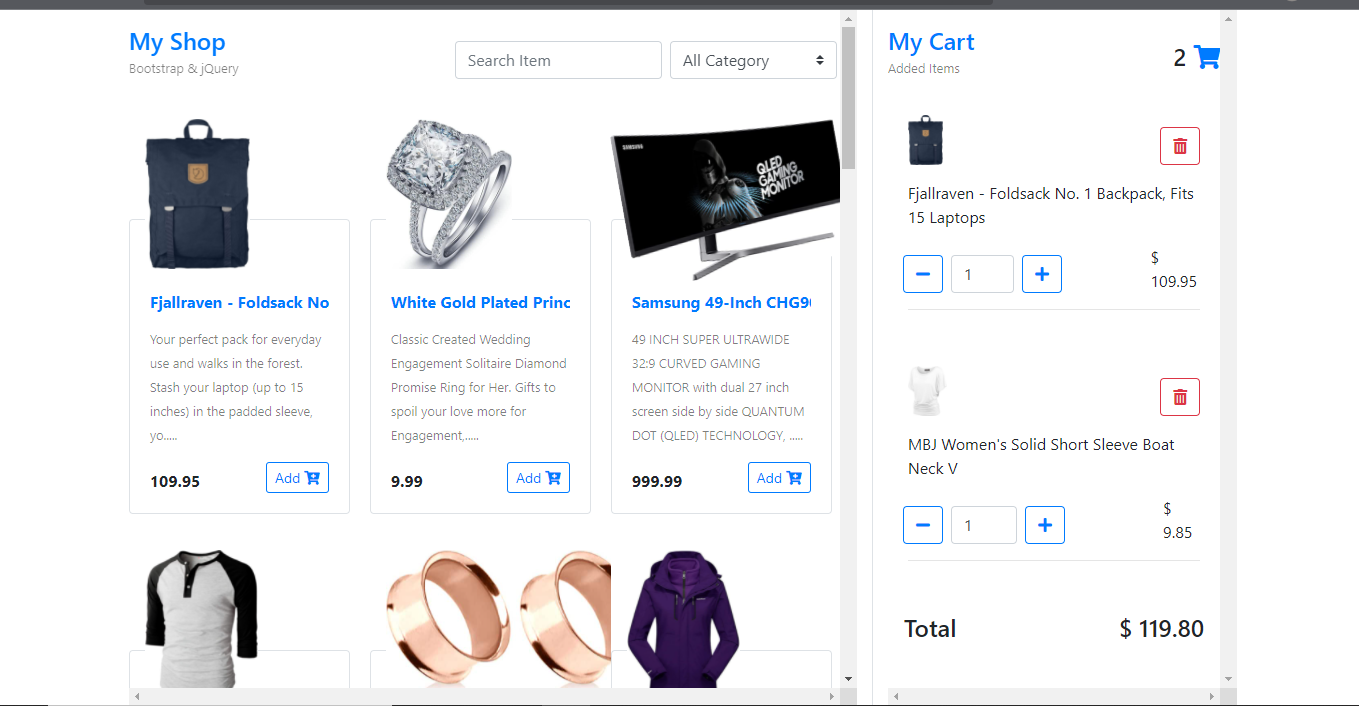 My Shop
Bootstrap & jQuery
Search Item
All Category
SAMSUNG
QLED
GAMING
MONITOR
Fjallraven - Foldsack No
Your perfect pack for everyday
use and walks in the forest.
Stash your laptop (up to 15
inches) in the padded sleeve,
yo.....
109.95
Add
White Gold Plated Princ
Classic Created Wedding
Engagement Solitaire Diamond
Promise Ring for Her. Gifts to
spoil your love more for
Engagement,.....
9.99
Add
Samsung 49-Inch CHG90
49 INCH SUPER ULTRAWIDE
32:9 CURVED GAMING
MONITOR with dual 27 inch
screen side by side QUANTUM
DOT (QLED) TECHNOLOGY, .....
999.99
Add
My Cart
Added Items
2
Fjallraven - Foldsack No. 1 Backpack, Fits
15 Laptops
1
$
109.95
MBJ Women's Solid Short Sleeve Boat
Neck V
1
$
9.85
Total
$ 119.80